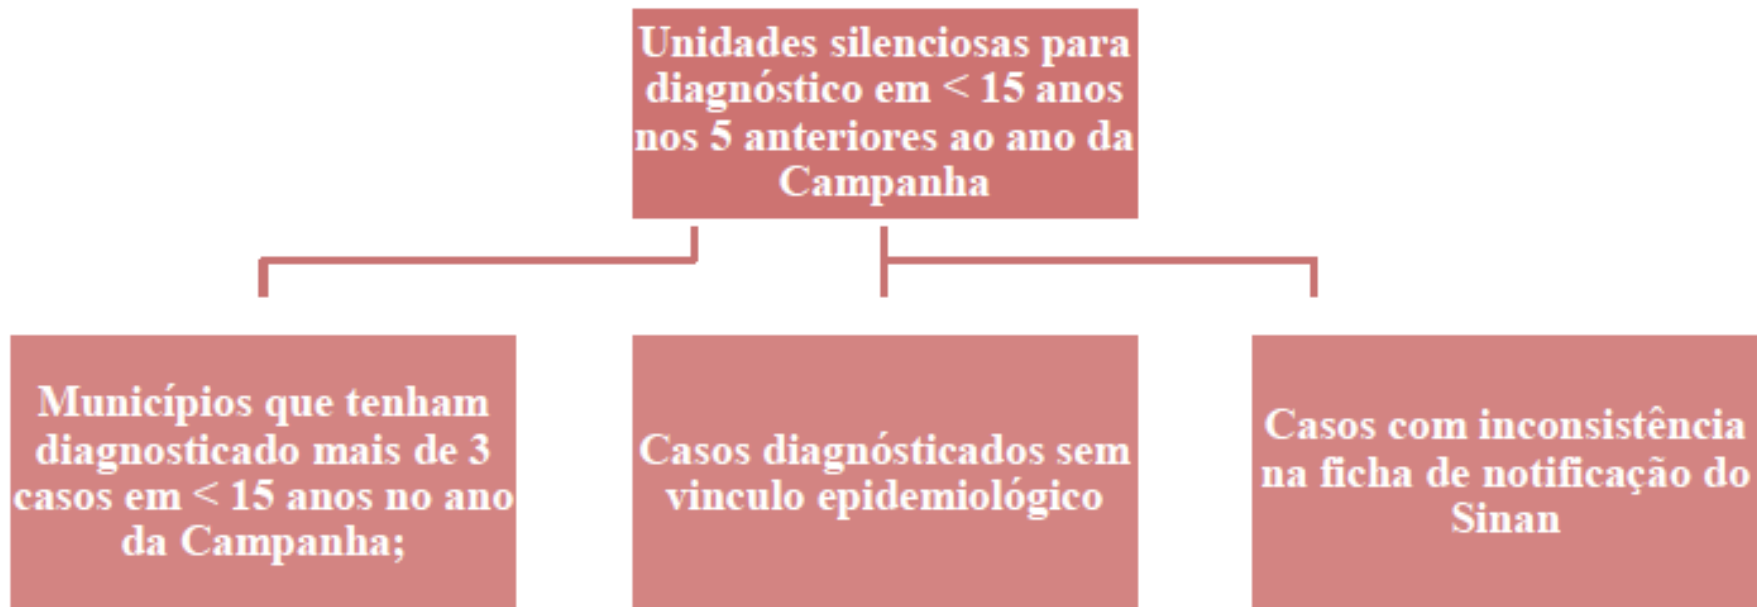 Unidades silenciosas para
diagnóstico em < 15 anos
nos 5 anteriores ao ano da
Campanha
Municípios que tenham
diagnosticado mais de 3
casos em < 15 anos no ano
da Campanha;
Casos diagnósticados sem
vinculo epidemiológico
Casos com inconsistência
na ficha de notificação do
Sinan